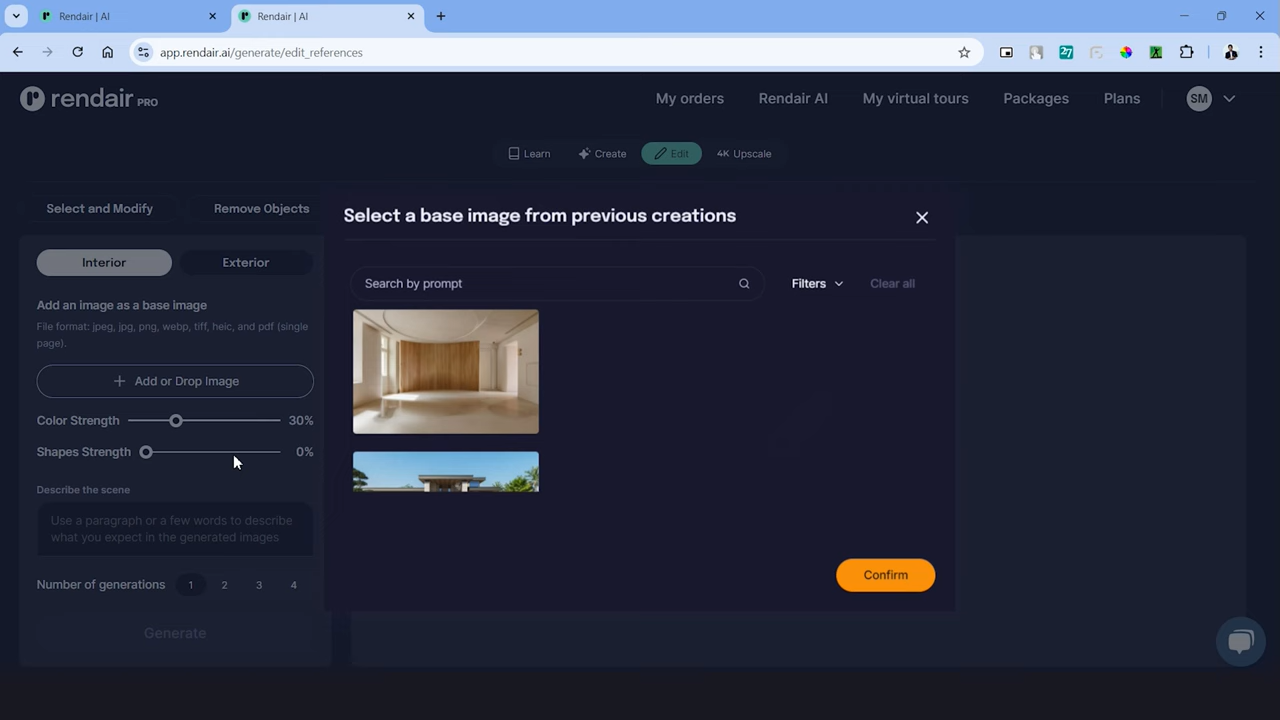 Rendair | AI
Rendair | AI
app.rendair.ai/generate/edit_references
27
rendair PRO
My orders
Rendair AI
My virtual tours
Packages
Plans
SM
Learn
Create
Edit
4K Upscale
Select and Modify
Remove Objects
Select a base image from previous creations
Interior
Exterior
Search by prompt
Filters
Clear all
Add an image as a base image
File format: jpeg, jpg, png, webp, tiff, heic, and pdf (single
page).
Add or Drop Image
Color Strength
30%
Shapes Strength
0%
Describe the scene
Use a paragraph or a few words to describe
what you expect in the generated images
Number of generations
1
2
3
4
Confirm
Generate